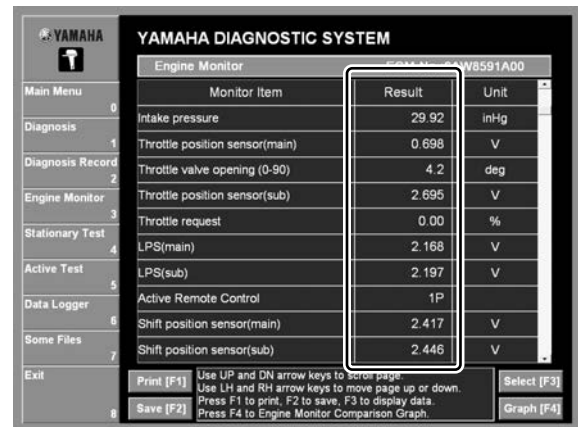 YAMAHA
YAMAHA DIAGNOSTIC SYSTEM
Engine Monitor
ECM No. 6AW8591A00
Main Menu
0
Diagnosis
1
Diagnosis Record
2
Engine Monitor
3
Stationary Test
4
Active Test
5
Data Logger
6
Some Files
7
Exit
8
Monitor Item Result Unit
Intake pressure 29.92 inHg
Throttle position sensor(main) 0.698 V
Throttle valve opening (0-90) 4.2 deg
Throttle position sensor(sub) 2.695 V
Throttle request 0.00 %
LPS(main) 2.168 V
LPS(sub) 2.197 V
Active Remote Control 1P
Shift position sensor(main) 2.417 V
Shift position sensor(sub) 2.446 V
Print [F1]
Save [F2]
Use UP and DN arrow keys to scroll page.
Use LH and RH arrow keys to move page up or down.
Press F1 to print, F2 to save, F3 to display data.
Press F4 to Engine Monitor Comparison Graph.
Select [F3]
Graph [F4]